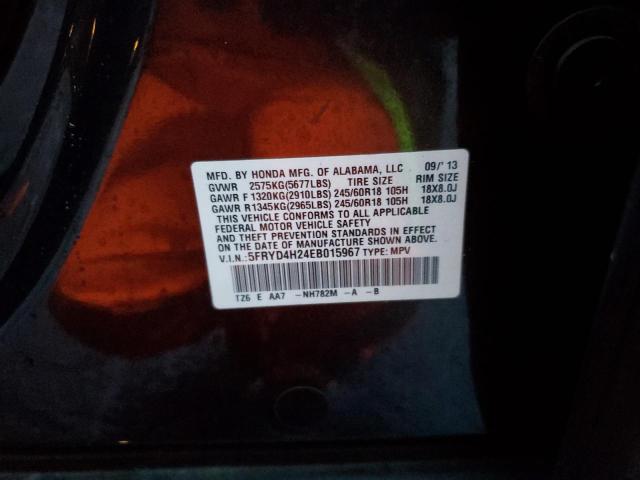 MFD. BY HONDA MFG. OF ALABAMA, LLC 09/'13
GVWR 2575KG(5677LBS) TIRE SIZE RIM SIZE
GAWR F 1320KG(2910LBS) 245/60R18 105H 18X8.0J
GAWR R1345KG(2965LBS) 245/60R18 105H 18X8.0J
THIS VEHICLE CONFORMS TO ALL APPLICABLE
FEDERAL MOTOR VEHICLE SAFETY
AND THEFT PREVENTION STANDARDS IN EFFECT
ON THE DATE OF MANUFACTURE SHOWN ABOVE.
V.I.N.: 5FRYD4H24EB015967 TYPE: MPV
TZ6 E AA7 -NH782M -A -B